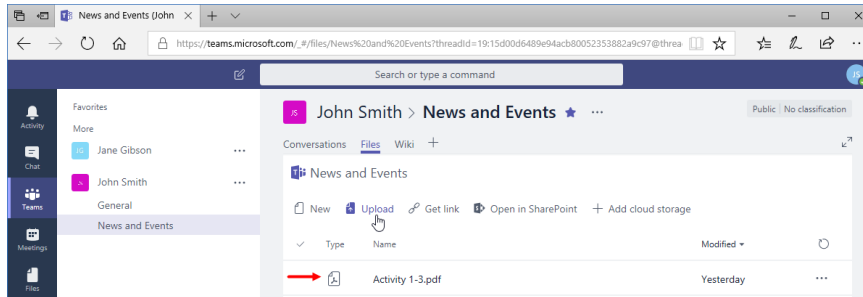 News and Events (John
https://teams.microsoft.com/_#/files/News%20and%20Events?threadId=19:15d00d6489e94acb80052353882a9c97@threa
Search or type a command
JS
Activity
Chat
Teams
Meetings
Files
Favorites
More
JG Jane Gibson
JS John Smith
General
News and Events
JS John Smith > News and Events
Public No classification
Conversations Files Wiki
News and Events
New Upload Get link Open in SharePoint Add cloud storage
Type Name Modified
Activity 1-3.pdf Yesterday